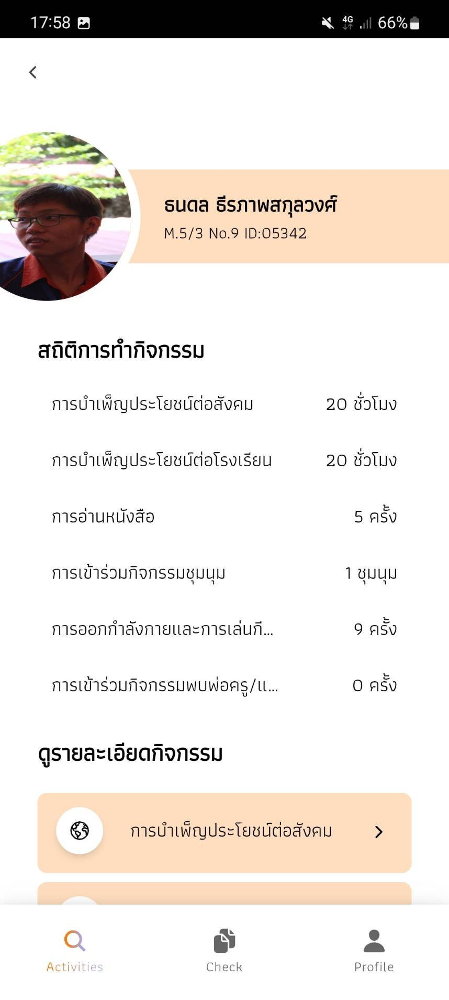 17:58
4G 66%
ธนดล ธีรภาพสกุลวงศ์
M.5/3 No.9 ID:05342
สถิติการทำกิจกรรม
การบำเพ็ญประโยชน์ต่อสังคม 20 ชั่วโมง
การบำเพ็ญประโยชน์ต่อโรงเรียน 20 ชั่วโมง
การอ่านหนังสือ 5 ครั้ง
การเข้าร่วมกิจกรรมชุมนุม 1 ชุมนุม
การออกกำลังกายและการเล่นกี... 9 ครั้ง
การเข้าร่วมกิจกรรมพบพ่อครู/แ... 0 ครั้ง
ดูรายละเอียดกิจกรรม
การบำเพ็ญประโยชน์ต่อสังคม
Activities Check Profile